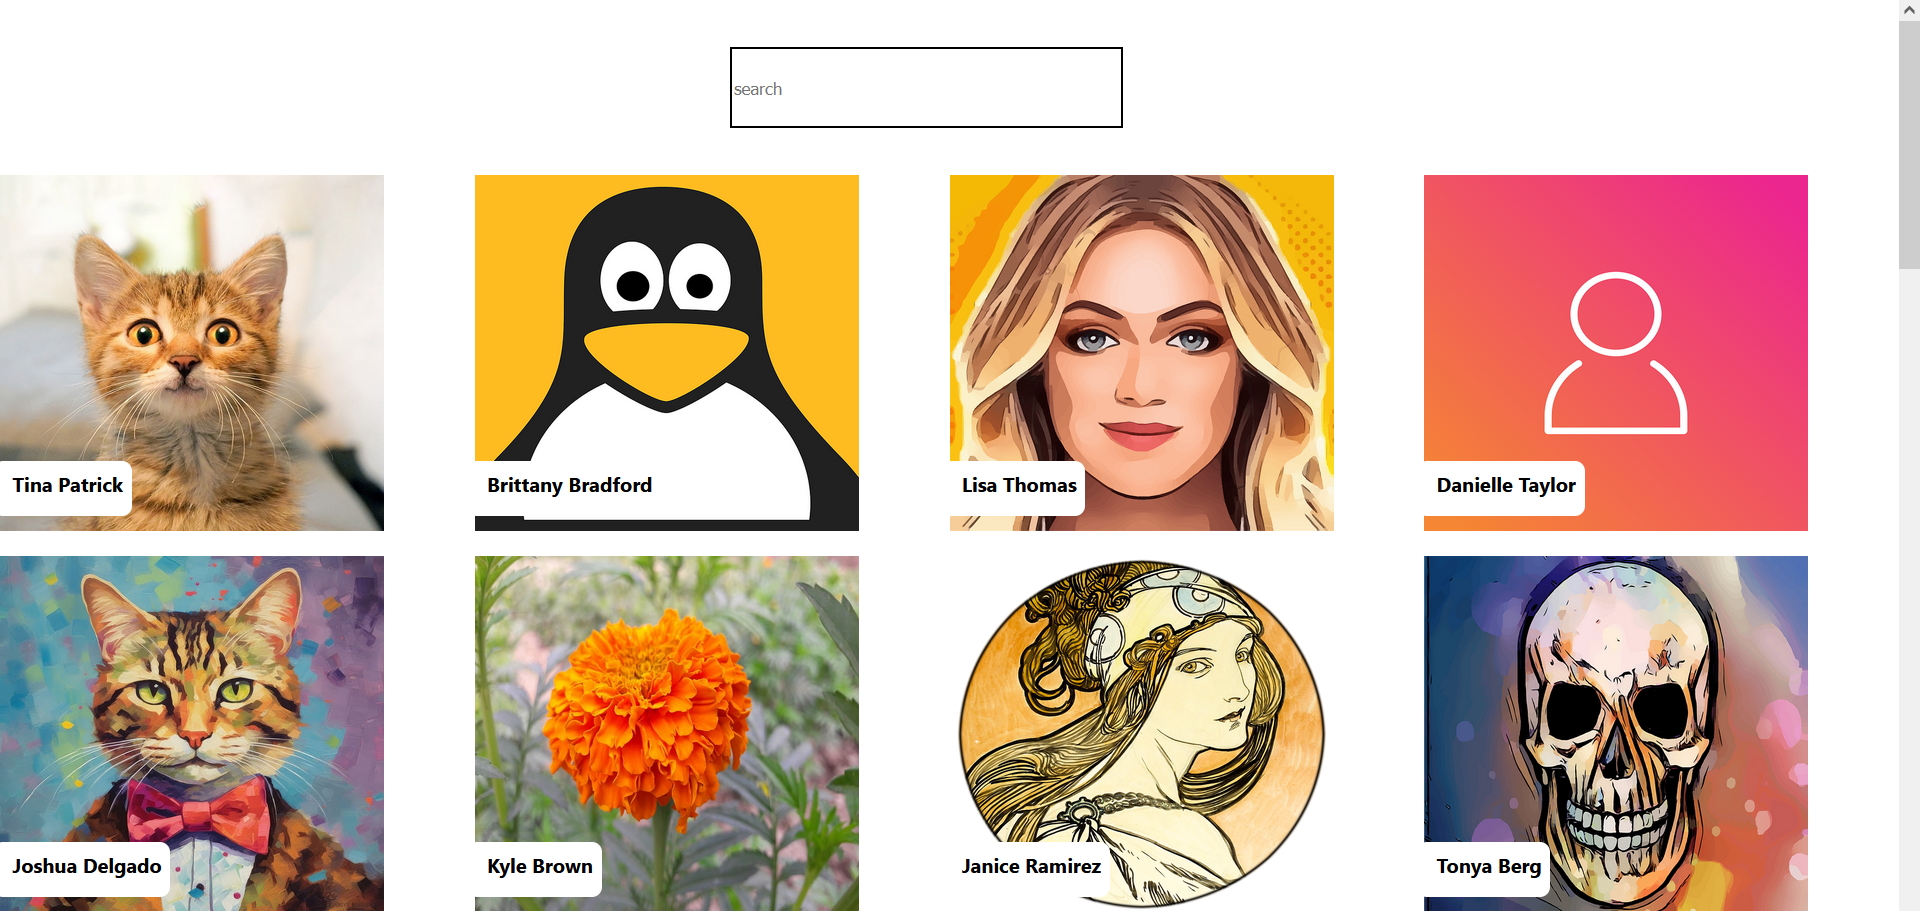 search
Tina Patrick
Brittany Bradford
Lisa Thomas
Danielle Taylor
Joshua Delgado
Kyle Brown
Janice Ramirez
Tonya Berg